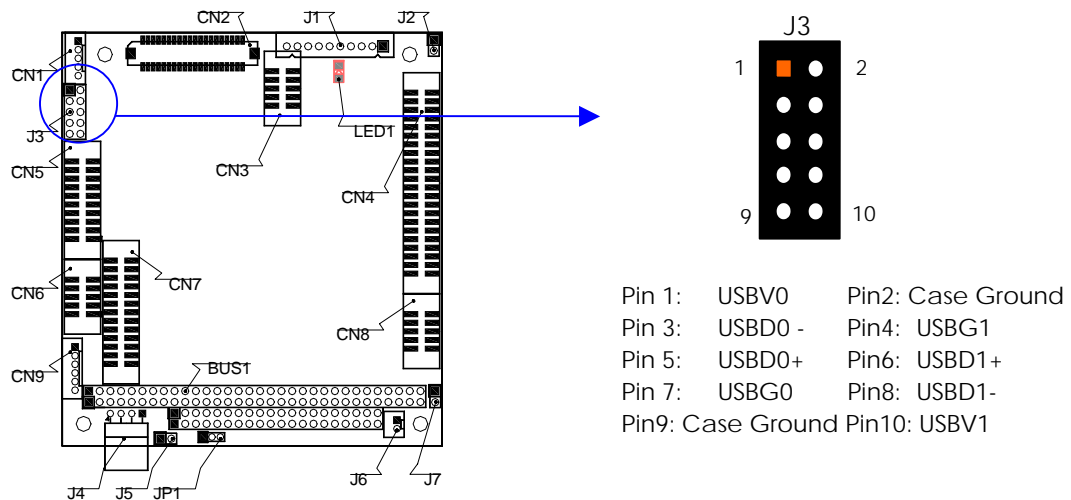 CN2
J1
J2
CN1
J3
CN5
LED1
CN3
CN4
CN6
CN7
CN8
CN9
BUS1
J4
J5
JP1
J6
J7
J3
1
2
9
10
Pin 1: USBV0 Pin2: Case Ground
Pin 3: USBD0 - Pin4: USBG1
Pin 5: USBD0+ Pin6: USBD1+
Pin 7: USBG0 Pin8: USBD1-
Pin9: Case Ground Pin10: USBV1